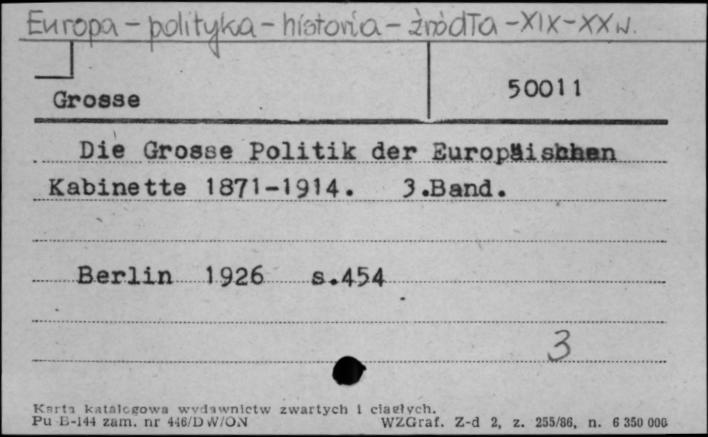 Europa - polityka - historia - źródła - XIX-XX w.
Grosse
50011
Die Grosse Politik der Europäischen
Kabinette 1871-1914. 3.Band.
Berlin 1926 s.454
3
Karta katalogowa wydawnictw zwartych i ciągłych.
Pu B-144 zam. nr 446/DW/ON WZGraf. Z-d 2, z. 255/86, n. 6 350 000